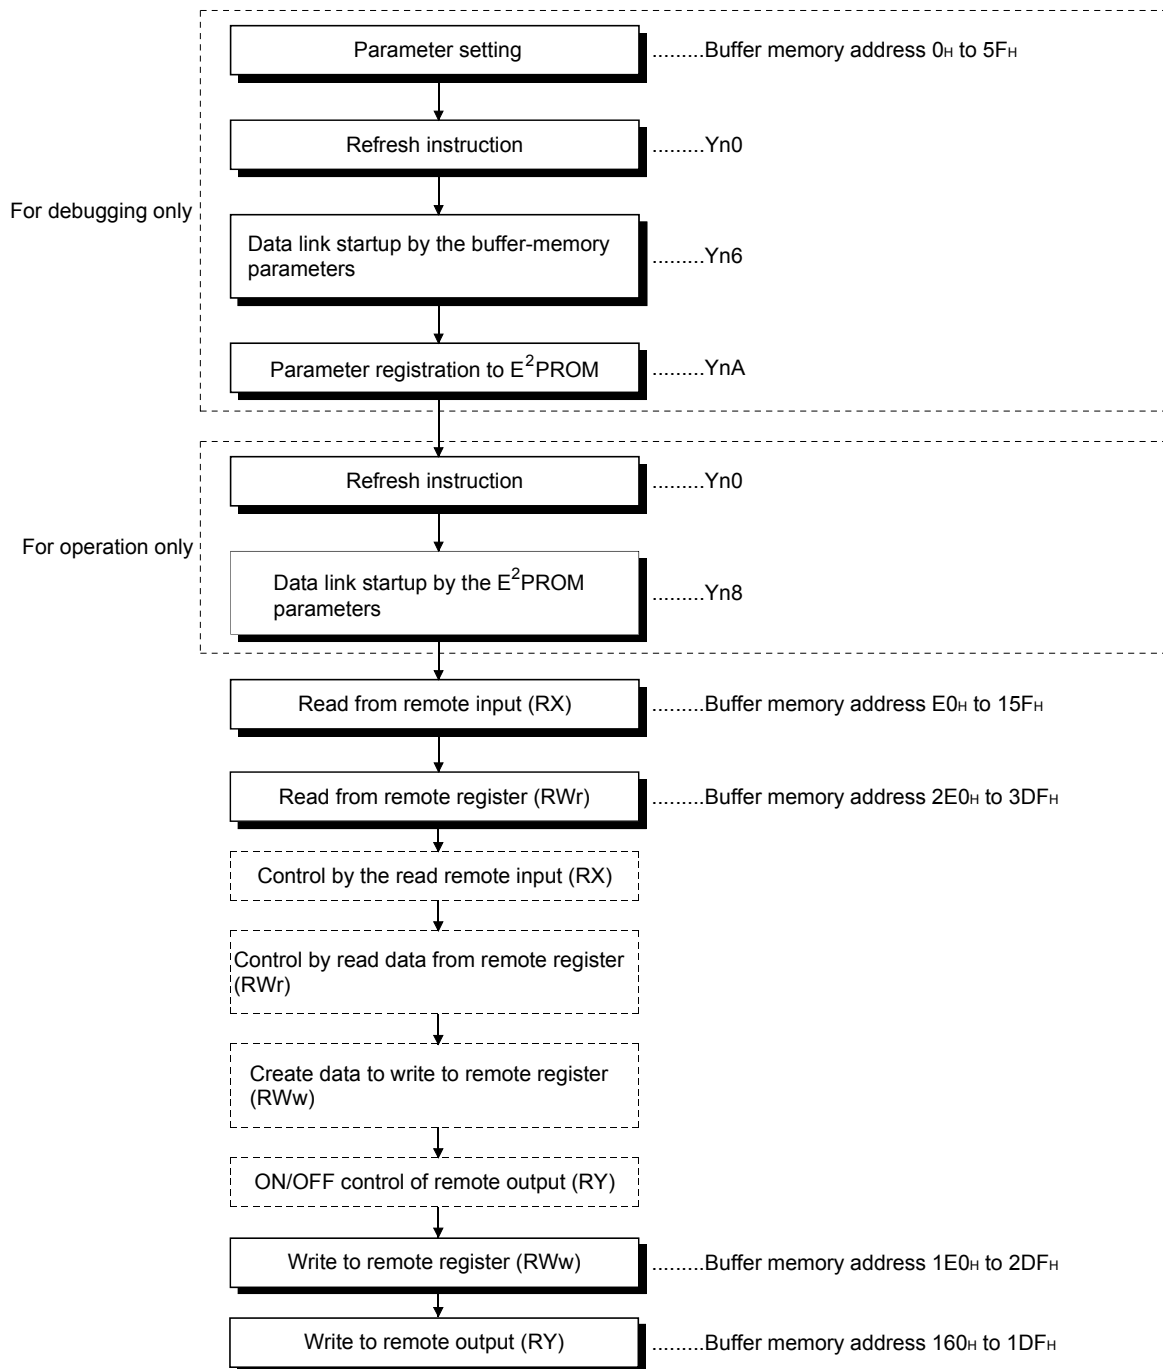 Parameter setting .........Buffer memory address 0H to 5FH
Refresh instruction .........Yn0
For debugging only
Data link startup by the buffer-memory
parameters
.........Yn6
Parameter registration to E2PROM .........YnA
Refresh instruction .........Yn0
For operation only
Data link startup by the E2PROM
parameters
.........Yn8
Read from remote input (RX) .........Buffer memory address E0H to 15FH
Read from remote register (RWr) .........Buffer memory address 2E0H to 3DFH
Control by the read remote input (RX)
Control by read data from remote register
(RWr)
Create data to write to remote register
(RWw)
ON/OFF control of remote output (RY)
Write to remote register (RWw) .........Buffer memory address 1E0H to 2DFH
Write to remote output (RY) .........Buffer memory address 160H to 1DFH